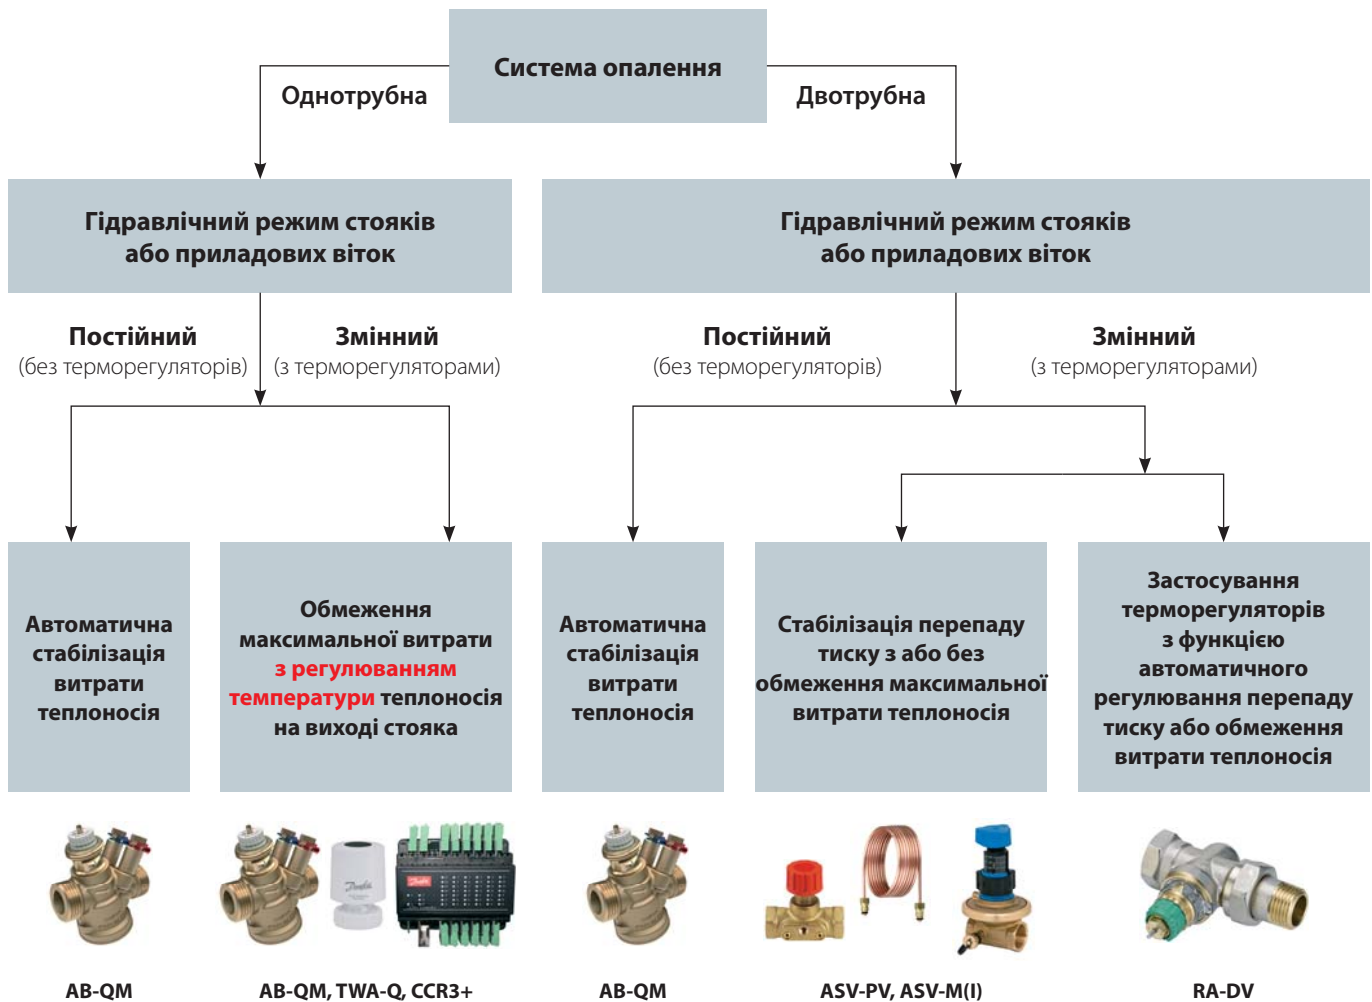 Система опалення
Однотрубна
Двотрубна
Гідравлічний режим стояків
або приладових віток
Гідравлічний режим стояків
або приладових віток
Постійний
(без терморегуляторів)
Змінний
(з терморегуляторами)
Постійний
(без терморегуляторів)
Змінний
(з терморегуляторами)
Автоматична
стабілізація
витрати
теплоносія
Обмеження
максимальної витрати
з регулюванням
температури теплоносія
на виході стояка
Автоматична
стабілізація
витрати
теплоносія
Стабілізація перепаду
тиску з або без
обмеження максимальної
витрати теплоносія
Застосування
терморегуляторів
з функцією
автоматичного
регулювання перепаду
тиску або обмеження
витрати теплоносія
Danfoss
Danfoss
AB-QM
AB-QM, TWA-Q, CCR3+
AB-QM
ASV-PV, ASV-M(I)
RA-DV